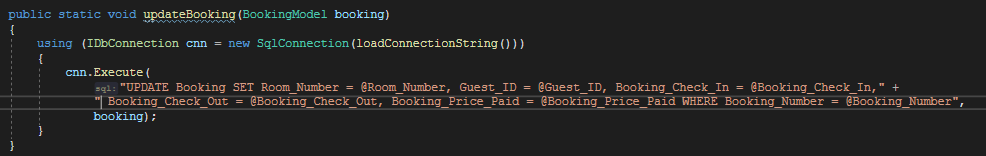 public static void updateBooking(BookingModel booking)
{
using (IDbConnection cnn = new SqlConnection(loadConnectionString()))
{
cnn.Execute(
sql: "UPDATE Booking SET Room_Number = @Room_Number, Guest_ID = @Guest_ID, Booking_Check_In = @Booking_Check_In," +
" Booking_Check_Out = @Booking_Check_Out, Booking_Price_Paid = @Booking_Price_Paid WHERE Booking_Number = @Booking_Number",
booking);
}
}